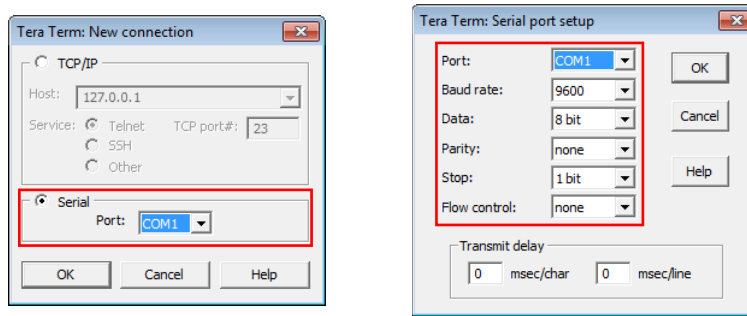 Tera Term: New connection
TCP/IP
Host: 127.0.0.1
Service: Telnet TCP port#: 23
SSH
Other
Serial
Port: COM1
OK Cancel Help
Tera Term: Serial port setup
Port: COM1 OK
Baud rate: 9600
Data: 8 bit Cancel
Parity: none
Stop: 1 bit Help
Flow control: none
Transmit delay
0 msec/char 0 msec/line